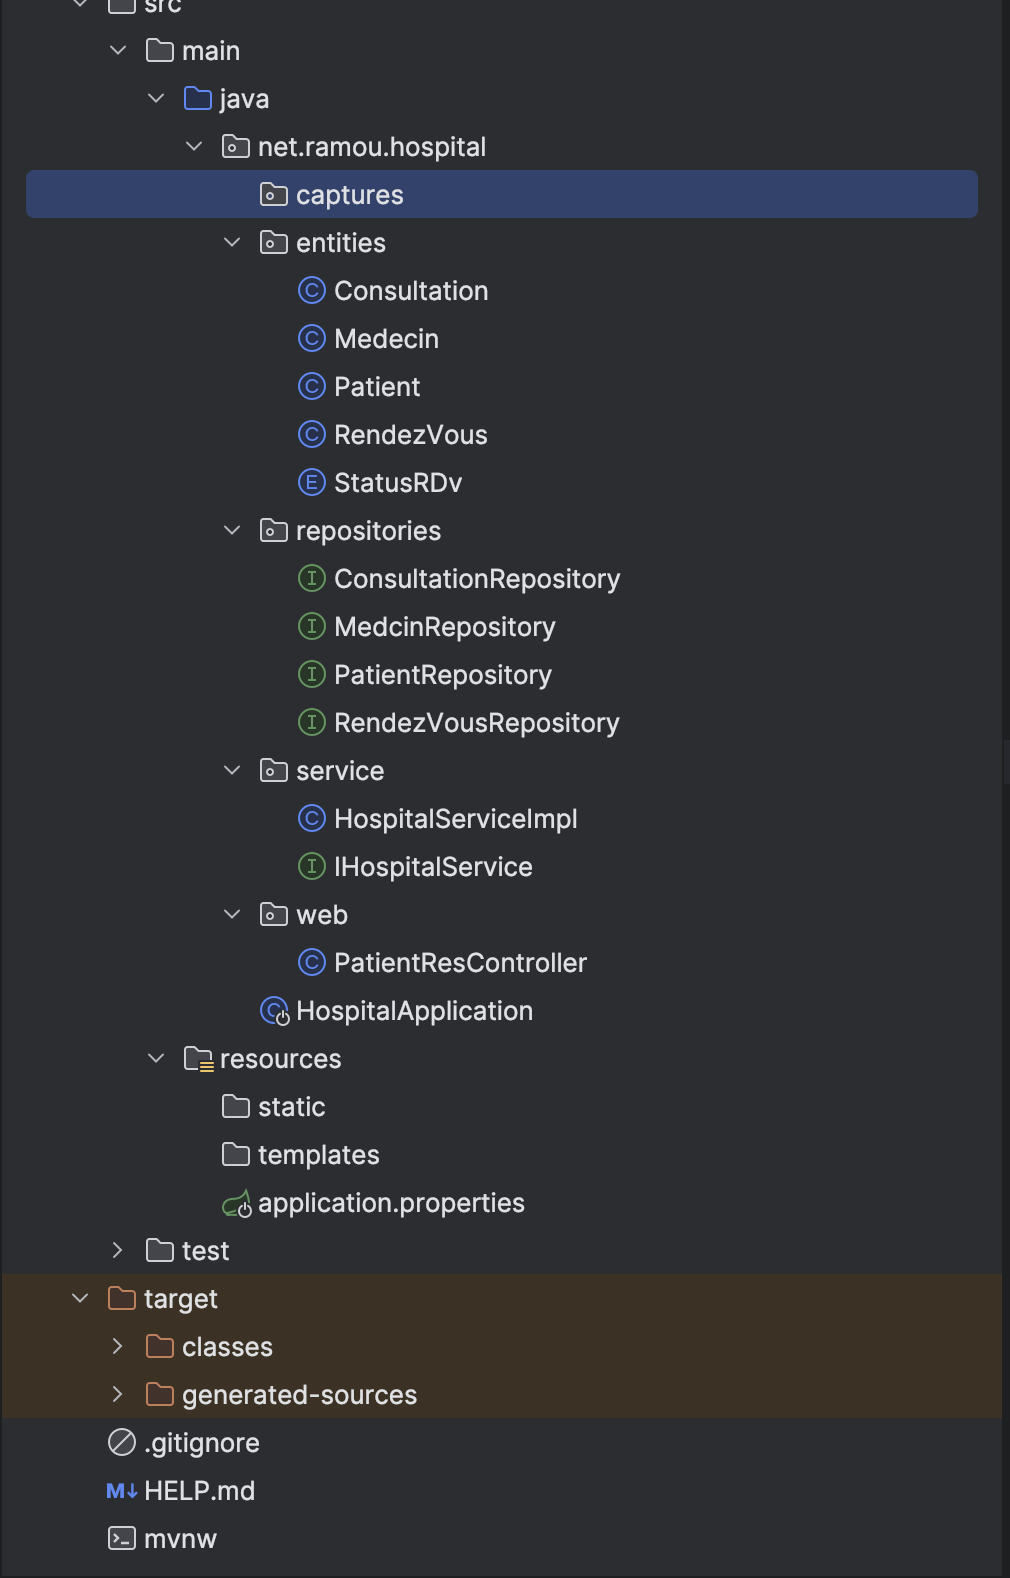 src
main
java
net.ramou.hospital
captures
entities
C Consultation
C Medecin
C Patient
C RendezVous
E StatusRDv
repositories
I ConsultationRepository
I MedcinRepository
I PatientRepository
I RendezVousRepository
service
C HospitalServiceImpl
I IHospitalService
web
C PatientResController
C HospitalApplication
resources
static
templates
application.properties
test
target
classes
generated-sources
.gitignore
M↓ HELP.md
mvnw